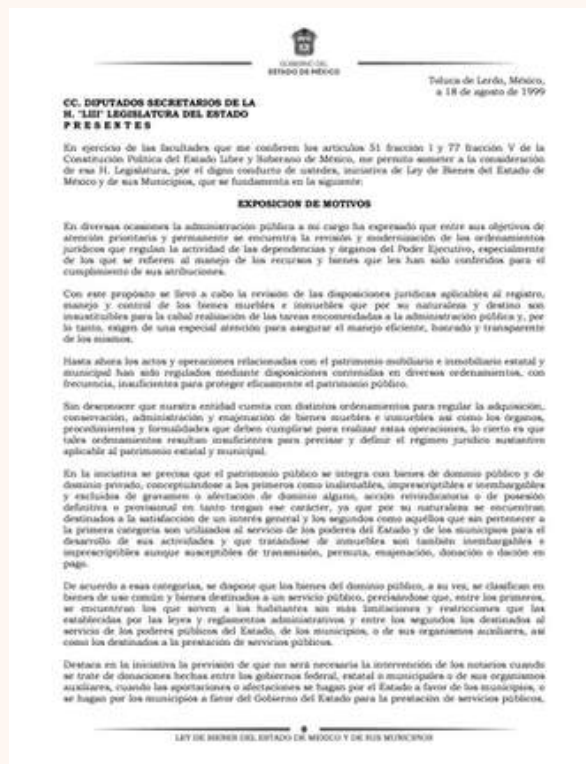 GOBIERNO DEL
ESTADO DE MÉXICO
Toluca de Lerdo, México,
a 18 de agosto de 1999
CC. DIPUTADOS SECRETARIOS DE LA
H. "LIII" LEGISLATURA DEL ESTADO
P R E S E N T E S
En ejercicio de las facultades que me confieren los artículos 51 fracción I y 77 fracción V de la
Constitución Política del Estado Libre y Soberano de México, me permito someter a la consideración
de esa H. Legislatura, por el digno conducto de ustedes, iniciativa de Ley de Bienes del Estado de
México y de sus Municipios, que se fundamenta en la siguiente:
EXPOSICION DE MOTIVOS
En diversas ocasiones la administración pública a mi cargo ha expresado que entre sus objetivos de
atención prioritaria y permanente se encuentra la revisión y modernización de los ordenamientos
jurídicos que regulan la actividad de las dependencias y órganos del Poder Ejecutivo, especialmente
de los que se refieren al manejo de los recursos y bienes que les han sido conferidos para el
cumplimiento de sus atribuciones.
Con este propósito se llevó a cabo la revisión de las disposiciones jurídicas aplicables al registro,
manejo y control de los bienes muebles e inmuebles que por su naturaleza y destino son
insustituibles para la cabal realización de las tareas encomendadas a la administración pública y, por
lo tanto, exigen de una especial atención para asegurar el manejo eficiente, honrado y transparente
de los mismos.
Hasta ahora los actos y operaciones relacionadas con el patrimonio mobiliario e inmobiliario estatal y
municipal han sido regulados mediante disposiciones contenidas en diversos ordenamientos, con
frecuencia, insuficientes para proteger eficazmente el patrimonio público.
Sin desconocer que nuestra entidad cuenta con distintos ordenamientos para regular la adquisición,
conservación, administración y enajenación de bienes muebles e inmuebles así como los órganos,
procedimientos y formalidades que deben cumplirse para realizar estas operaciones, lo cierto es que
tales ordenamientos resultan insuficientes para precisar y definir el régimen jurídico sustantivo
aplicable al patrimonio estatal y municipal.
En la iniciativa se precisa que el patrimonio público se integra con bienes de dominio público y de
dominio privado, conceptuándose a los primeros como inalienables, imprescriptibles e inembargables
y excluidos de gravamen o afectación de dominio alguno, acción reivindicatoria o de posesión
definitiva o provisional en tanto tengan ese carácter, ya que por su naturaleza se encuentran
destinados a la satisfacción de un interés general y los segundos como aquéllos que sin pertenecer a
la primera categoría son utilizados al servicio de los poderes del Estado y de los municipios para el
desarrollo de sus actividades y que tratándose de inmuebles son también inembargables e
imprescriptibles aunque susceptibles de transmisión, permuta, enajenación, donación o dación en
pago.
De acuerdo a esas categorías, se dispone que los bienes del dominio público, a su vez, se clasifican en
bienes de uso común y bienes destinados a un servicio público, precisándose que, entre los primeros,
se encuentran los que sirven a los habitantes sin más limitaciones y restricciones que las
establecidas por las leyes y reglamentos administrativos y entre los segundos los destinados al
servicio de los poderes públicos del Estado, de los municipios, o de sus organismos auxiliares, así
como los destinados a la prestación de servicios públicos.
Destaca en la iniciativa la previsión de que no será necesaria la intervención de los notarios cuando
se trate de donaciones hechas entre los gobiernos federal, estatal o municipales o de sus organismos
auxiliares, cuando las aportaciones o afectaciones se hagan por el Estado a favor de los municipios, o
se hagan por los municipios a favor del Gobierno del Estado para la prestación de servicios públicos,
LEY DE BIENES DEL ESTADO DE MEXICO Y DE SUS MUNICIPIOS